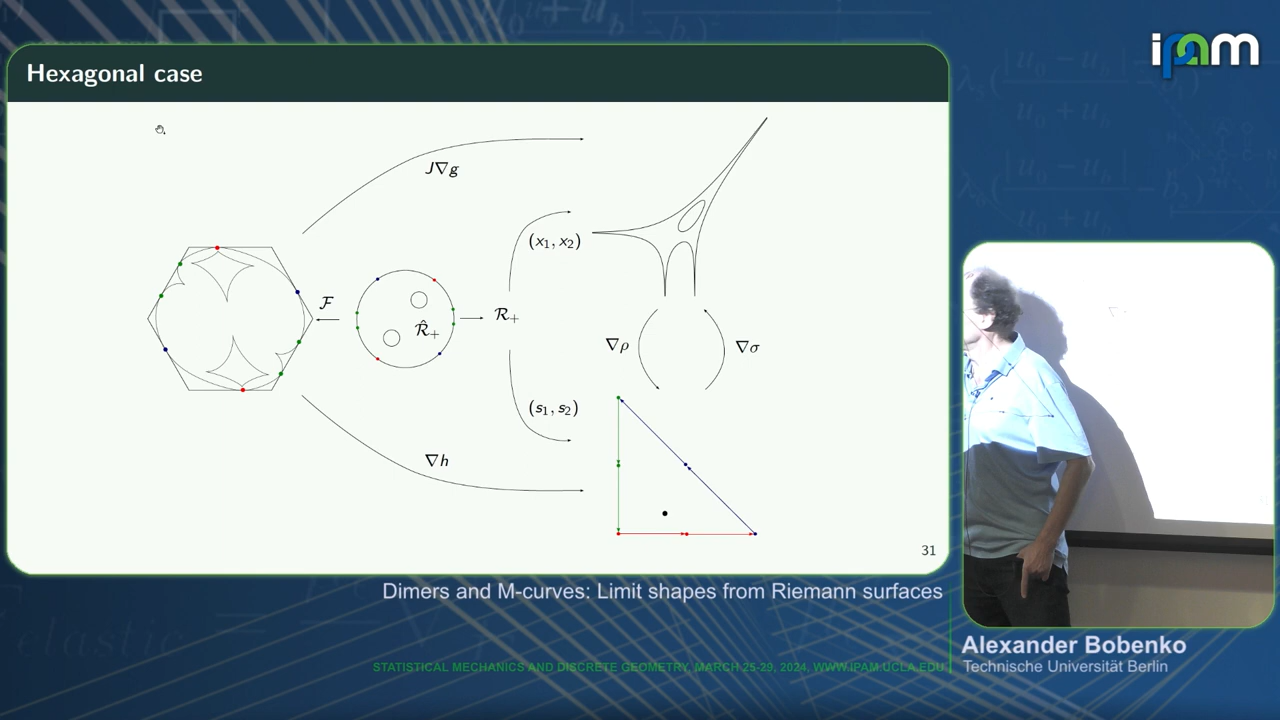 ipam
Hexagonal case
J∇g
(x₁, x₂)
ℱ
ℛ̂₊
ℛ₊
∇ρ
∇σ
(s₁, s₂)
∇h
31
Dimers and M-curves: Limit shapes from Riemann surfaces
Alexander Bobenko
Technische Universität Berlin
STATISTICAL MECHANICS AND DISCRETE GEOMETRY, MARCH 25-29, 2024, WWW.IPAM.UCLA.EDU
elastic